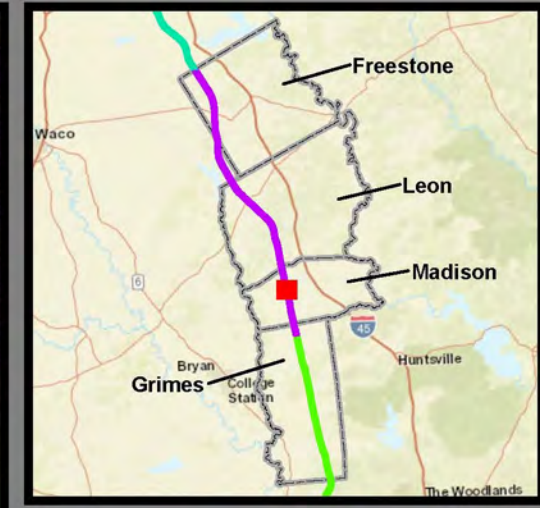 Freestone
Waco
Leon
Madison
6
45
Huntsville
Bryan
Grimes
College
Station
The Woodlands